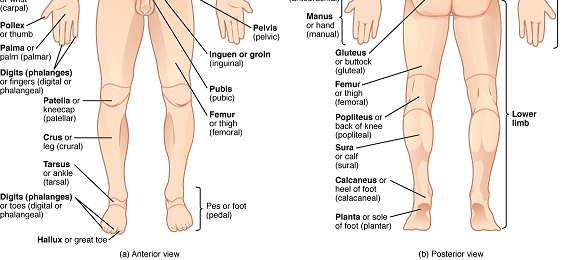 or wrist
(carpal)
Pollex
or thumb
Palma or
palm (palmar)
Digits (phalanges)
or fingers (digital or
phalangeal)
Patella or
kneecap
(patellar)
Crus or
leg (crural)
Tarsus
or ankle
(tarsal)
Digits (phalanges)
or toes (digital or
phalangeal)
Hallux or great toe
Pelvis
(pelvic)
Inguen or groin
(inguinal)
Pubis
(pubic)
Femur
or thigh
(femoral)
Pes or foot
(pedal)
(a) Anterior view
Manus
or hand
(manual)
Gluteus
or buttock
(gluteal)
Femur
or thigh
(femoral)
Popliteus or
back of knee
(popliteal)
Sura
or calf
(sural)
Calcaneus or
heel of foot
(calcaneal)
Planta or sole
of foot (plantar)
Lower
limb
(b) Posterior view